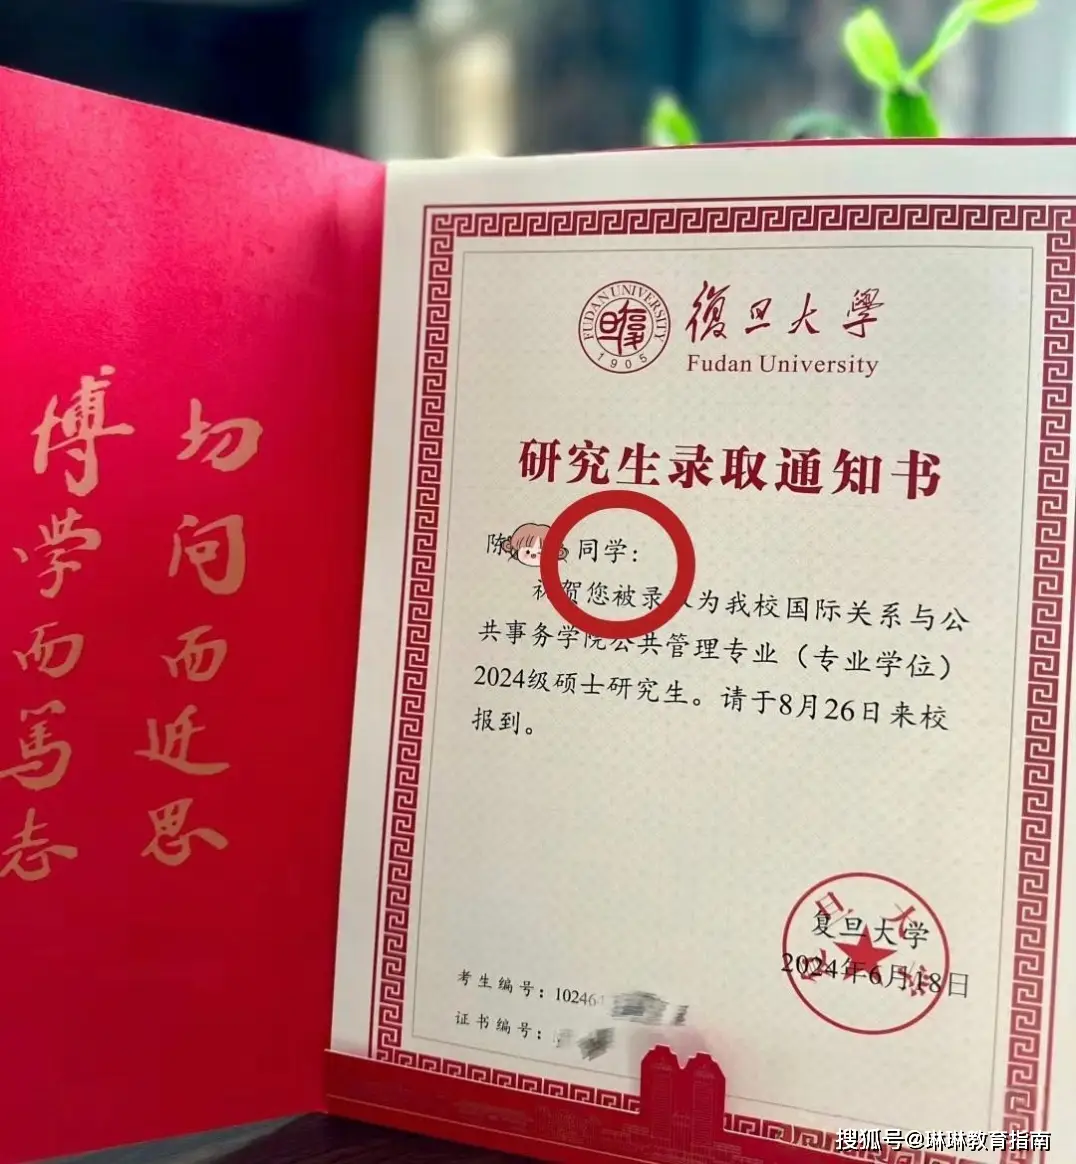 博学而篤志
切问而近思
FUDAN UNIVERSITY
1905
復旦大學
Fudan University
研究生录取通知书
陈 同学：
祝贺您被录 为我校国际关系与公
共事务学院公共管理专业（专业学位）
2024级硕士研究生。请于8月26日来校
报到。
复旦大学
2024年6月18日
考生编号：10246
证书编号：
搜狐号@琳琳教育指南